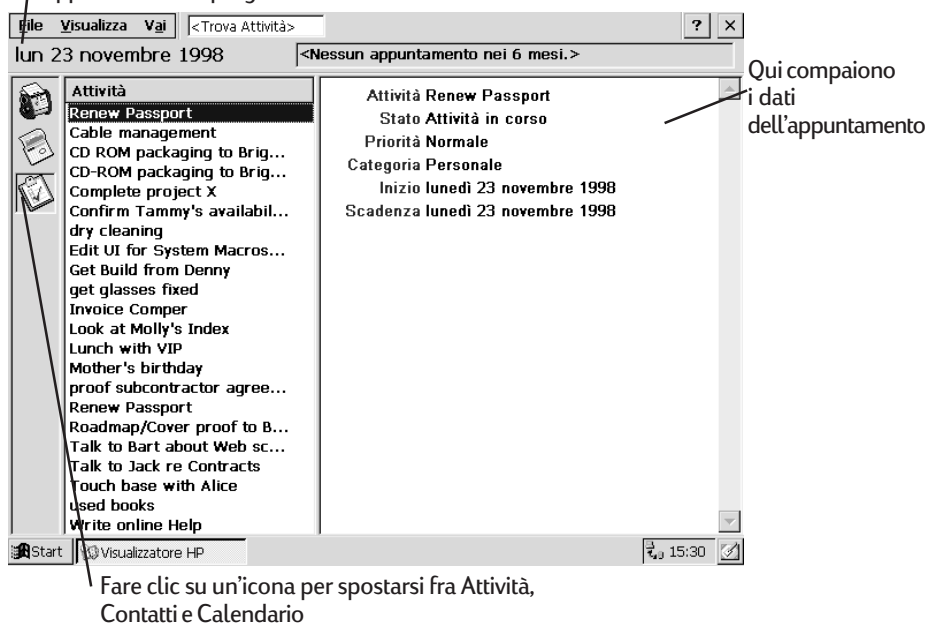 File Visualizza Vai <Trova Attività> ? ×
lun 23 novembre 1998 <Nessun appuntamento nei 6 mesi.>
Qui compaiono
i dati
dell'appuntamento
Attività
Renew Passport
Cable management
CD ROM packaging to Brig...
CD-ROM packaging to Brig...
Complete project X
Confirm Tammy's availabil...
dry cleaning
Edit UI for System Macros...
Get Build from Denny
get glasses fixed
Invoice Comper
Look at Molly's Index
Lunch with VIP
Mother's birthday
proof subcontractor agree...
Renew Passport
Roadmap/Cover proof to B...
Talk to Bart about Web sc...
Talk to Jack re Contracts
Touch base with Alice
used books
Write online Help
Attività Renew Passport
Stato Attività in corso
Priorità Normale
Categoria Personale
Inizio lunedì 23 novembre 1998
Scadenza lunedì 23 novembre 1998
Start Visualizzatore HP 15:30
Fare clic su un'icona per spostarsi fra Attività,
Contatti e Calendario